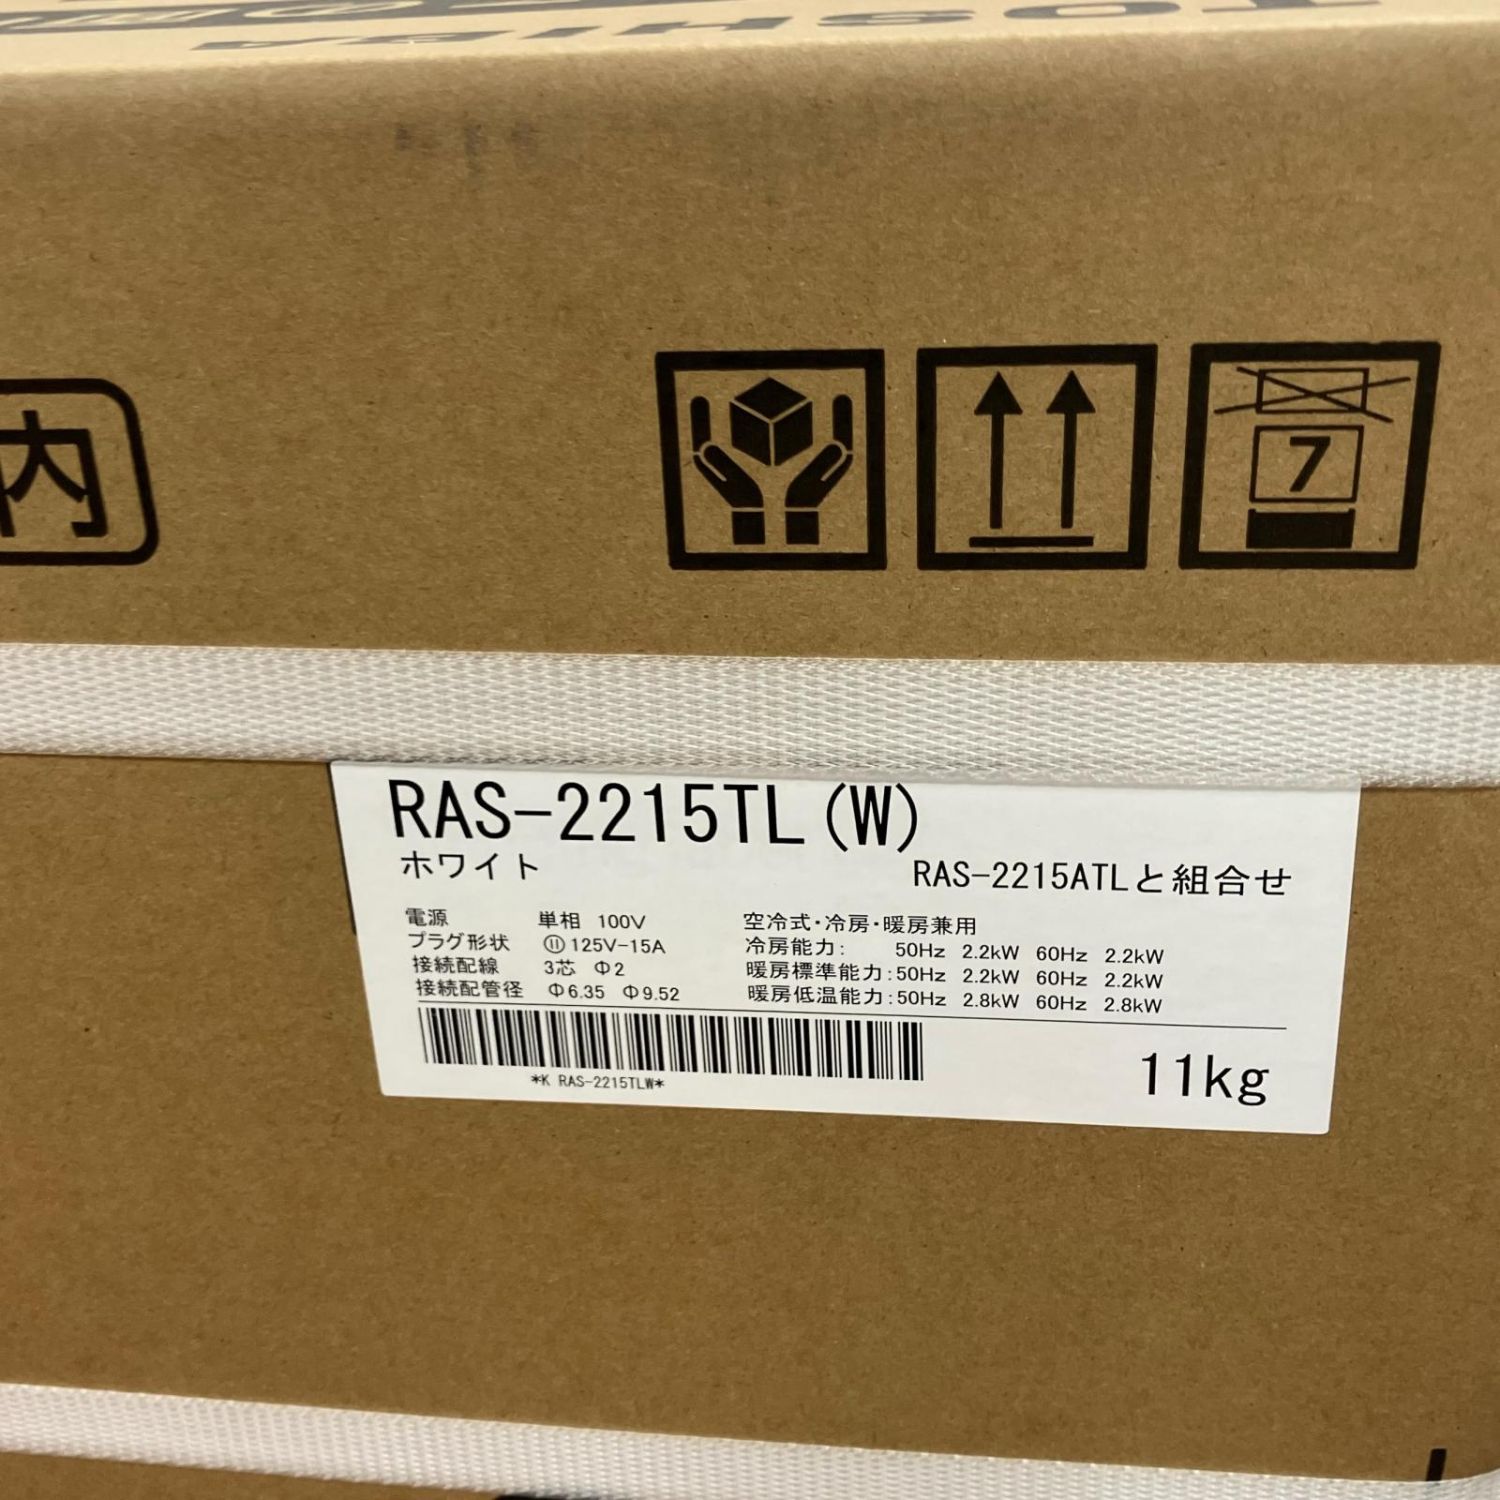 TOSHIBA
内
7
RAS-2215TL(W)
ホワイト
RAS-2215ATLと組合せ
電源 単相 100V
プラグ形状 125V-15A
接続配線 3芯 Φ2
接続配管径 Φ6.35 Φ9.52
空冷式・冷房・暖房兼用
冷房能力: 50Hz 2.2kW 60Hz 2.2kW
暖房標準能力:50Hz 2.2kW 60Hz 2.2kW
暖房低温能力:50Hz 2.8kW 60Hz 2.8kW
*K RAS-2215TLW*
11kg